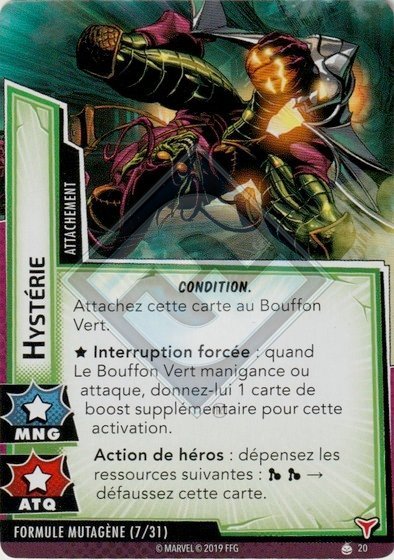 HYSTÉRIE
ATTACHEMENT
CONDITION.
Attachez cette carte au Bouffon
Vert.
★ Interruption forcée : quand
Le Bouffon Vert manigance ou
attaque, donnez-lui 1 carte de
boost supplémentaire pour cette
activation.
Action de héros : dépensez les
ressources suivantes : →
défaussez cette carte.
MNG
ATQ
FORMULE MUTAGÈNE (7/31)
© MARVEL © 2019 FFG
20